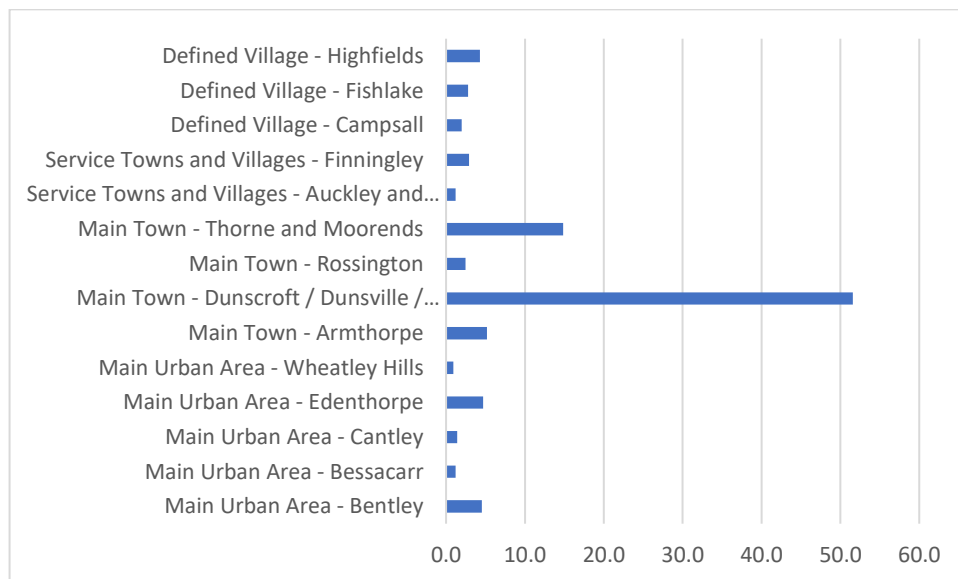 Defined Village - Highfields
Defined Village - Fishlake
Defined Village - Campsall
Service Towns and Villages - Finningley
Service Towns and Villages - Auckley and...
Main Town - Thorne and Moorends
Main Town - Rossington
Main Town - Dunscroft / Dunsville /...
Main Town - Armthorpe
Main Urban Area - Wheatley Hills
Main Urban Area - Edenthorpe
Main Urban Area - Cantley
Main Urban Area - Bessacarr
Main Urban Area - Bentley
0.0 10.0 20.0 30.0 40.0 50.0 60.0